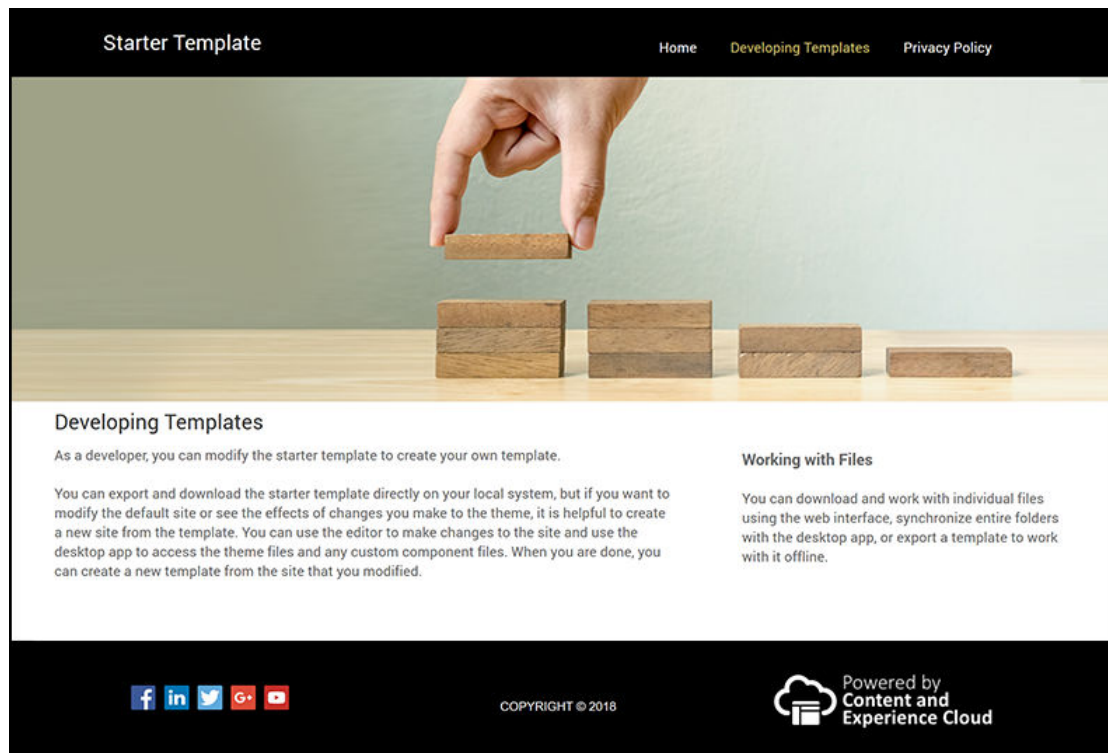 Starter Template
Home Developing Templates Privacy Policy
Developing Templates
As a developer, you can modify the starter template to create your own template.
You can export and download the starter template directly on your local system, but if you want to
modify the default site or see the effects of changes you make to the theme, it is helpful to create
a new site from the template. You can use the editor to make changes to the site and use the
desktop app to access the theme files and any custom component files. When you are done, you
can create a new template from the site that you modified.
Working with Files
You can download and work with individual files
using the web interface, synchronize entire folders
with the desktop app, or export a template to work
with it offline.
f in G+
COPYRIGHT © 2018
Powered by
Content and
Experience Cloud